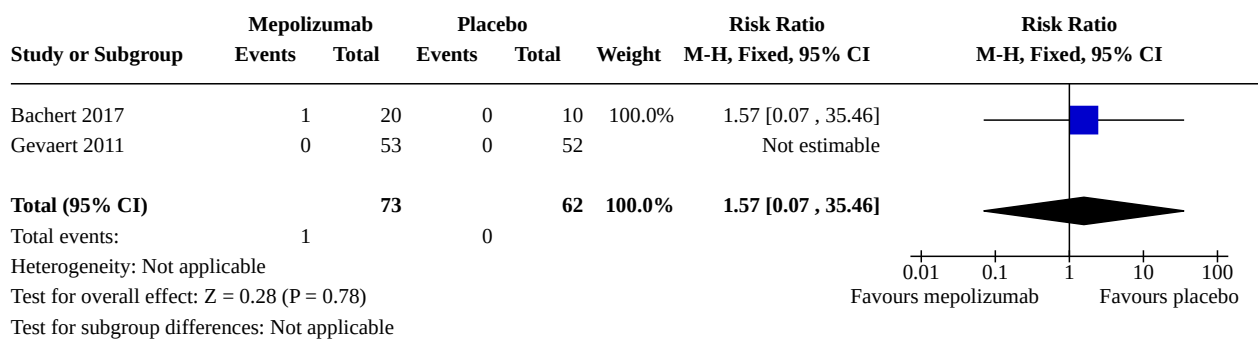 Mepolizumab Placebo Risk Ratio Risk Ratio
Study or Subgroup Events Total Events Total Weight M-H, Fixed, 95% CI M-H, Fixed, 95% CI
Bachert 2017 1 20 0 10 100.0% 1.57 [0.07 , 35.46]
Gevaert 2011 0 53 0 52 Not estimable
Total (95% CI) 73 62 100.0% 1.57 [0.07 , 35.46]
Total events: 1 0
Heterogeneity: Not applicable
0.01 0.1 1 10 100
Test for overall effect: Z = 0.28 (P = 0.78)
Favours mepolizumab Favours placebo
Test for subgroup differences: Not applicable